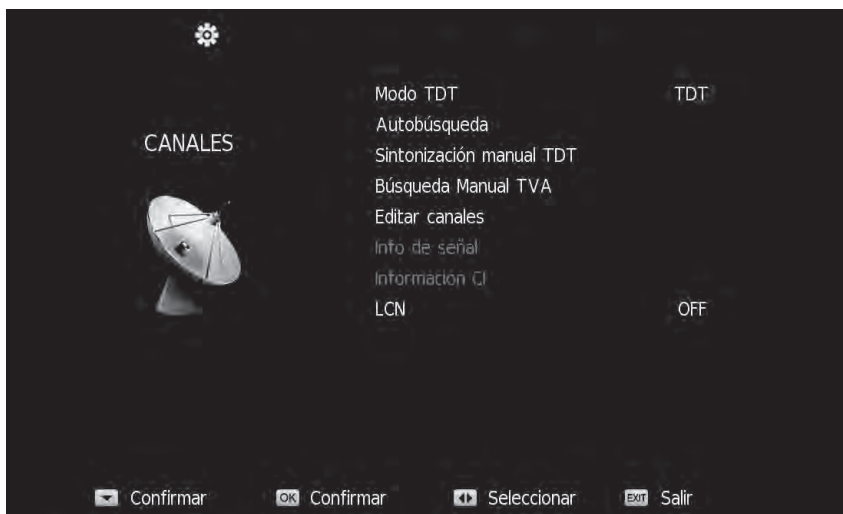 CANALES
Modo TDT TDT
Autobúsqueda
Sintonización manual TDT
Búsqueda Manual TVA
Editar canales
Info de señal
Información CI
LCN OFF
Confirmar OK Confirmar Seleccionar EXIT Salir